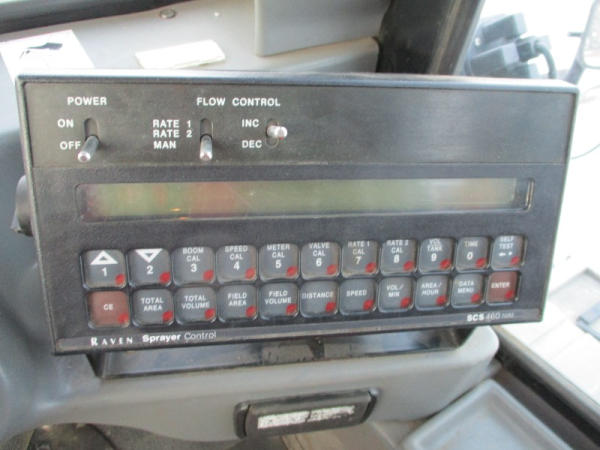 POWER
FLOW CONTROL
ON
OFF
RATE 1
RATE 2
MAN
INC
DEC
1
2
BOOM CAL 3
SPEED CAL 4
METER CAL 5
VALVE CAL 6
RATE 1 CAL 7
RATE 2 CAL 8
VOL TANK 9
TIME 0
SELF TEST
CE
TOTAL AREA
TOTAL VOLUME
FIELD AREA
FIELD VOLUME
DISTANCE
SPEED
VOL/MIN
AREA/HOUR
DATA MENU
ENTER
RAVEN Sprayer Control
SCS 460